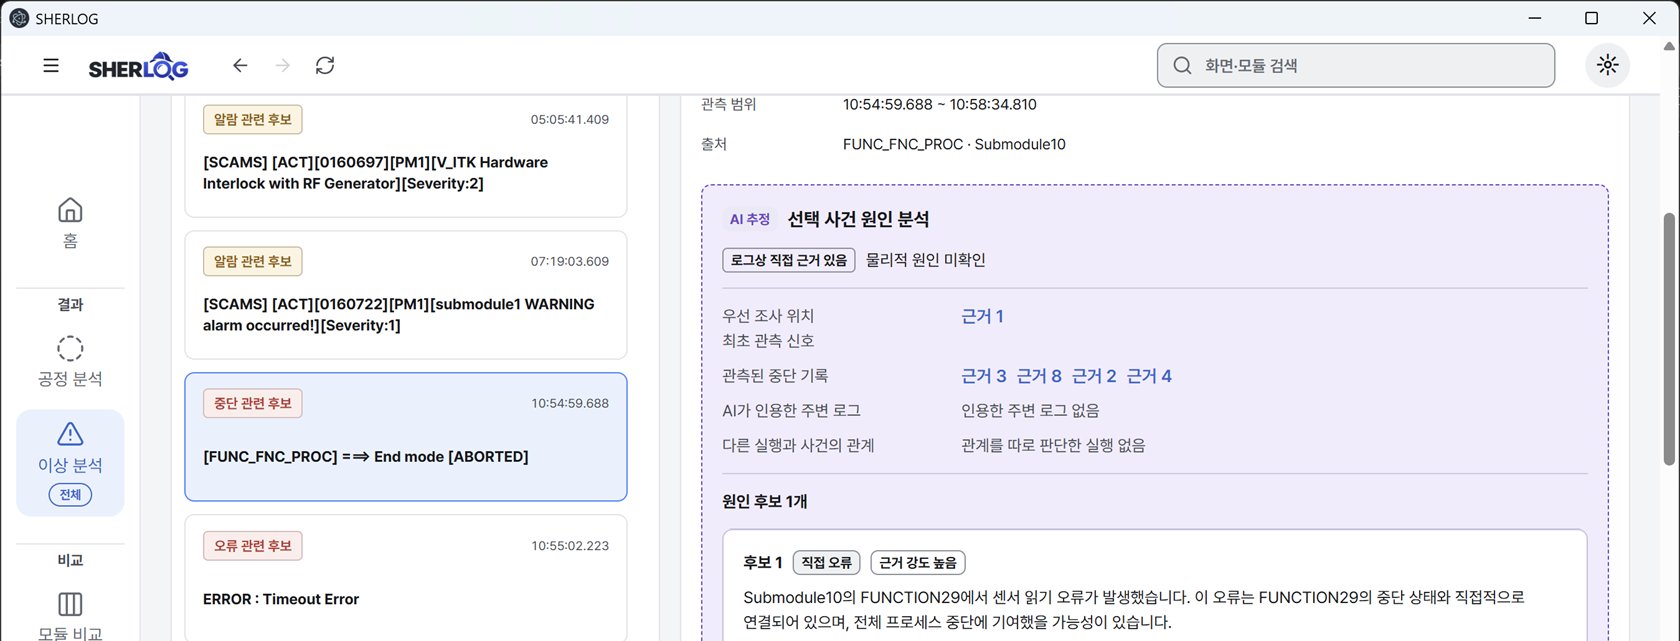 SHERLOG
SHERLOG
화면·모듈 검색
홈
결과
공정 분석
이상 분석
전체
비교
모듈 비교
알람 관련 후보 05:05:41.409
[SCAMS] [ACT][0160697][PM1][V_ITK Hardware
Interlock with RF Generator][Severity:2]
알람 관련 후보 07:19:03.609
[SCAMS] [ACT][0160722][PM1][submodule1 WARNING
alarm occurred!][Severity:1]
중단 관련 후보 10:54:59.688
[FUNC_FNC_PROC] ==> End mode [ABORTED]
오류 관련 후보 10:55:02.223
ERROR : Timeout Error
관측 범위 10:54:59.688 ~ 10:58:34.810
출처 FUNC_FNC_PROC · Submodule10
AI 추정 선택 사건 원인 분석
로그상 직접 근거 있음 물리적 원인 미확인
우선 조사 위치 근거 1
최초 관측 신호
관측된 중단 기록 근거 3 근거 8 근거 2 근거 4
AI가 인용한 주변 로그 인용한 주변 로그 없음
다른 실행과 사건의 관계 관계를 따로 판단한 실행 없음
원인 후보 1개
후보 1 직접 오류 근거 강도 높음
Submodule10의 FUNCTION29에서 센서 읽기 오류가 발생했습니다. 이 오류는 FUNCTION29의 중단 상태와 직접적으로
연결되어 있으며, 전체 프로세스 중단에 기여했을 가능성이 있습니다.